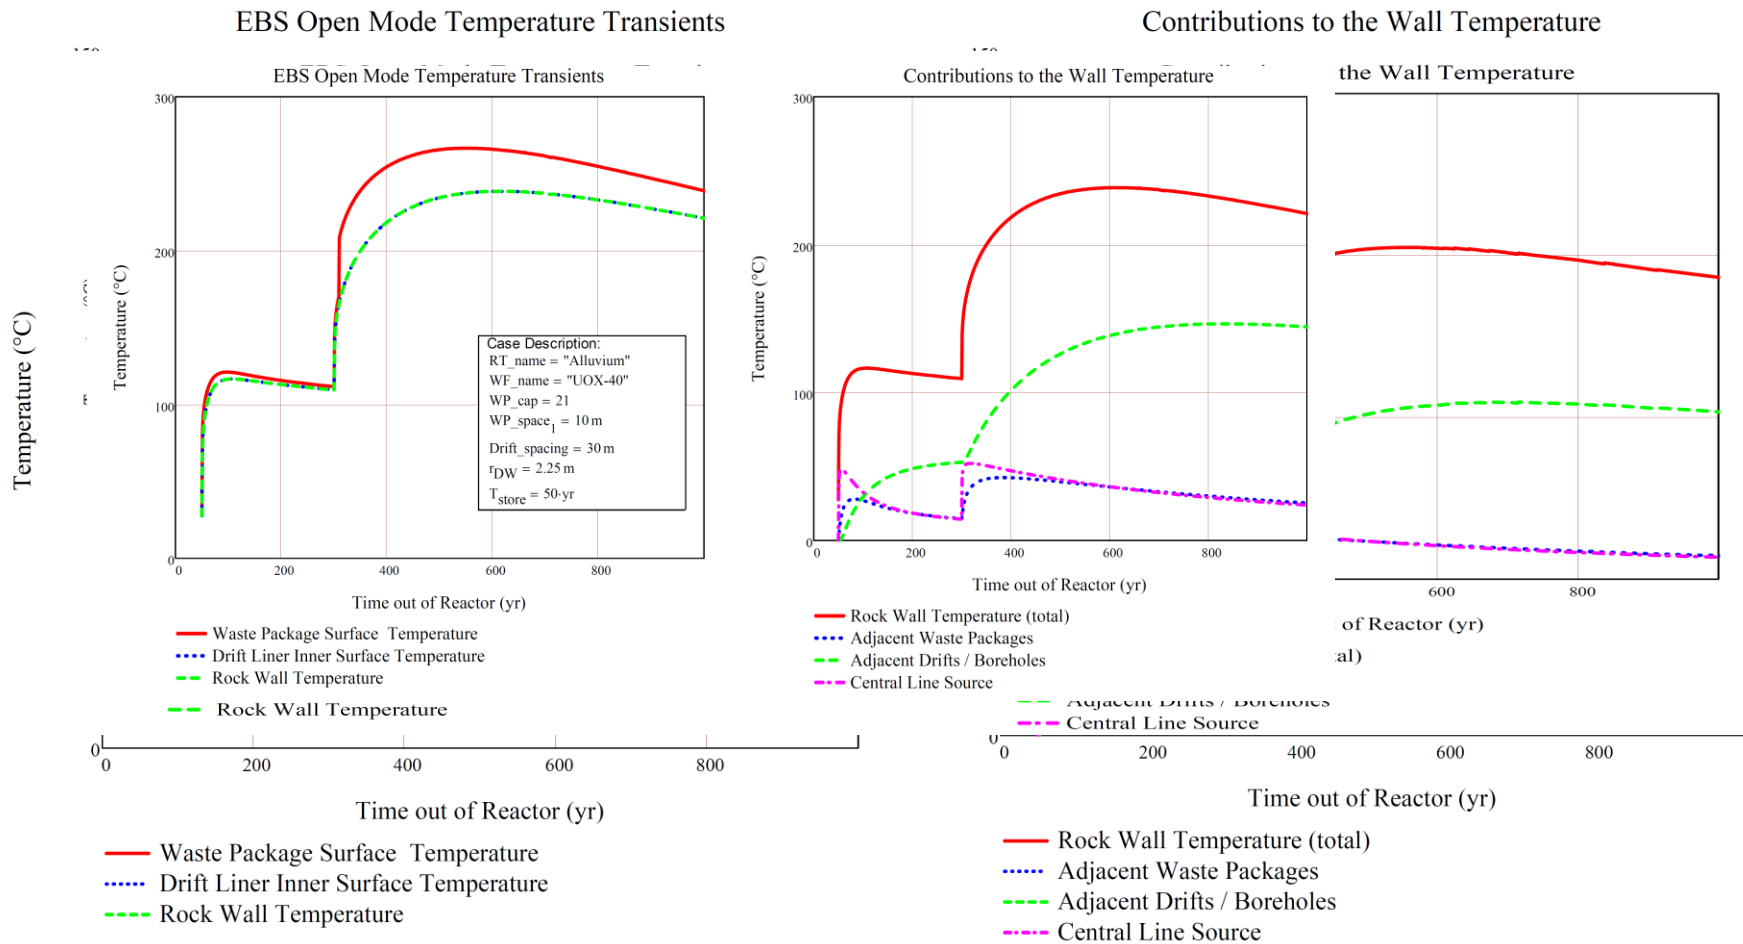 EBS Open Mode Temperature Transients
Contributions to the Wall Temperature
150
150
EBS Open Mode Temperature Transients
Contributions to the Wall Temperature
the Wall Temperature
300
200
100
0
Temperature (°C)
Temperature (°C)
Case Description:
RT_name = "Alluvium"
WF_name = "UOX-40"
WP_cap = 21
WP_space1 = 10 m
Drift_spacing = 30 m
rDW = 2.25 m
Tstore = 50·yr
0 200 400 600 800
Time out of Reactor (yr)
Waste Package Surface Temperature
Drift Liner Inner Surface Temperature
Rock Wall Temperature
Rock Wall Temperature
300
200
100
0
Temperature (°C)
0 200 400 600 800
Time out of Reactor (yr)
Rock Wall Temperature (total)
Adjacent Waste Packages
Adjacent Drifts / Boreholes
Central Line Source
600 800
of Reactor (yr)
al)
Adjacent Drifts / Boreholes
Central Line Source
0
0 200 400 600 800
Time out of Reactor (yr)
Waste Package Surface Temperature
Drift Liner Inner Surface Temperature
Rock Wall Temperature
0
0 200 400 600 800
Time out of Reactor (yr)
Rock Wall Temperature (total)
Adjacent Waste Packages
Adjacent Drifts / Boreholes
Central Line Source